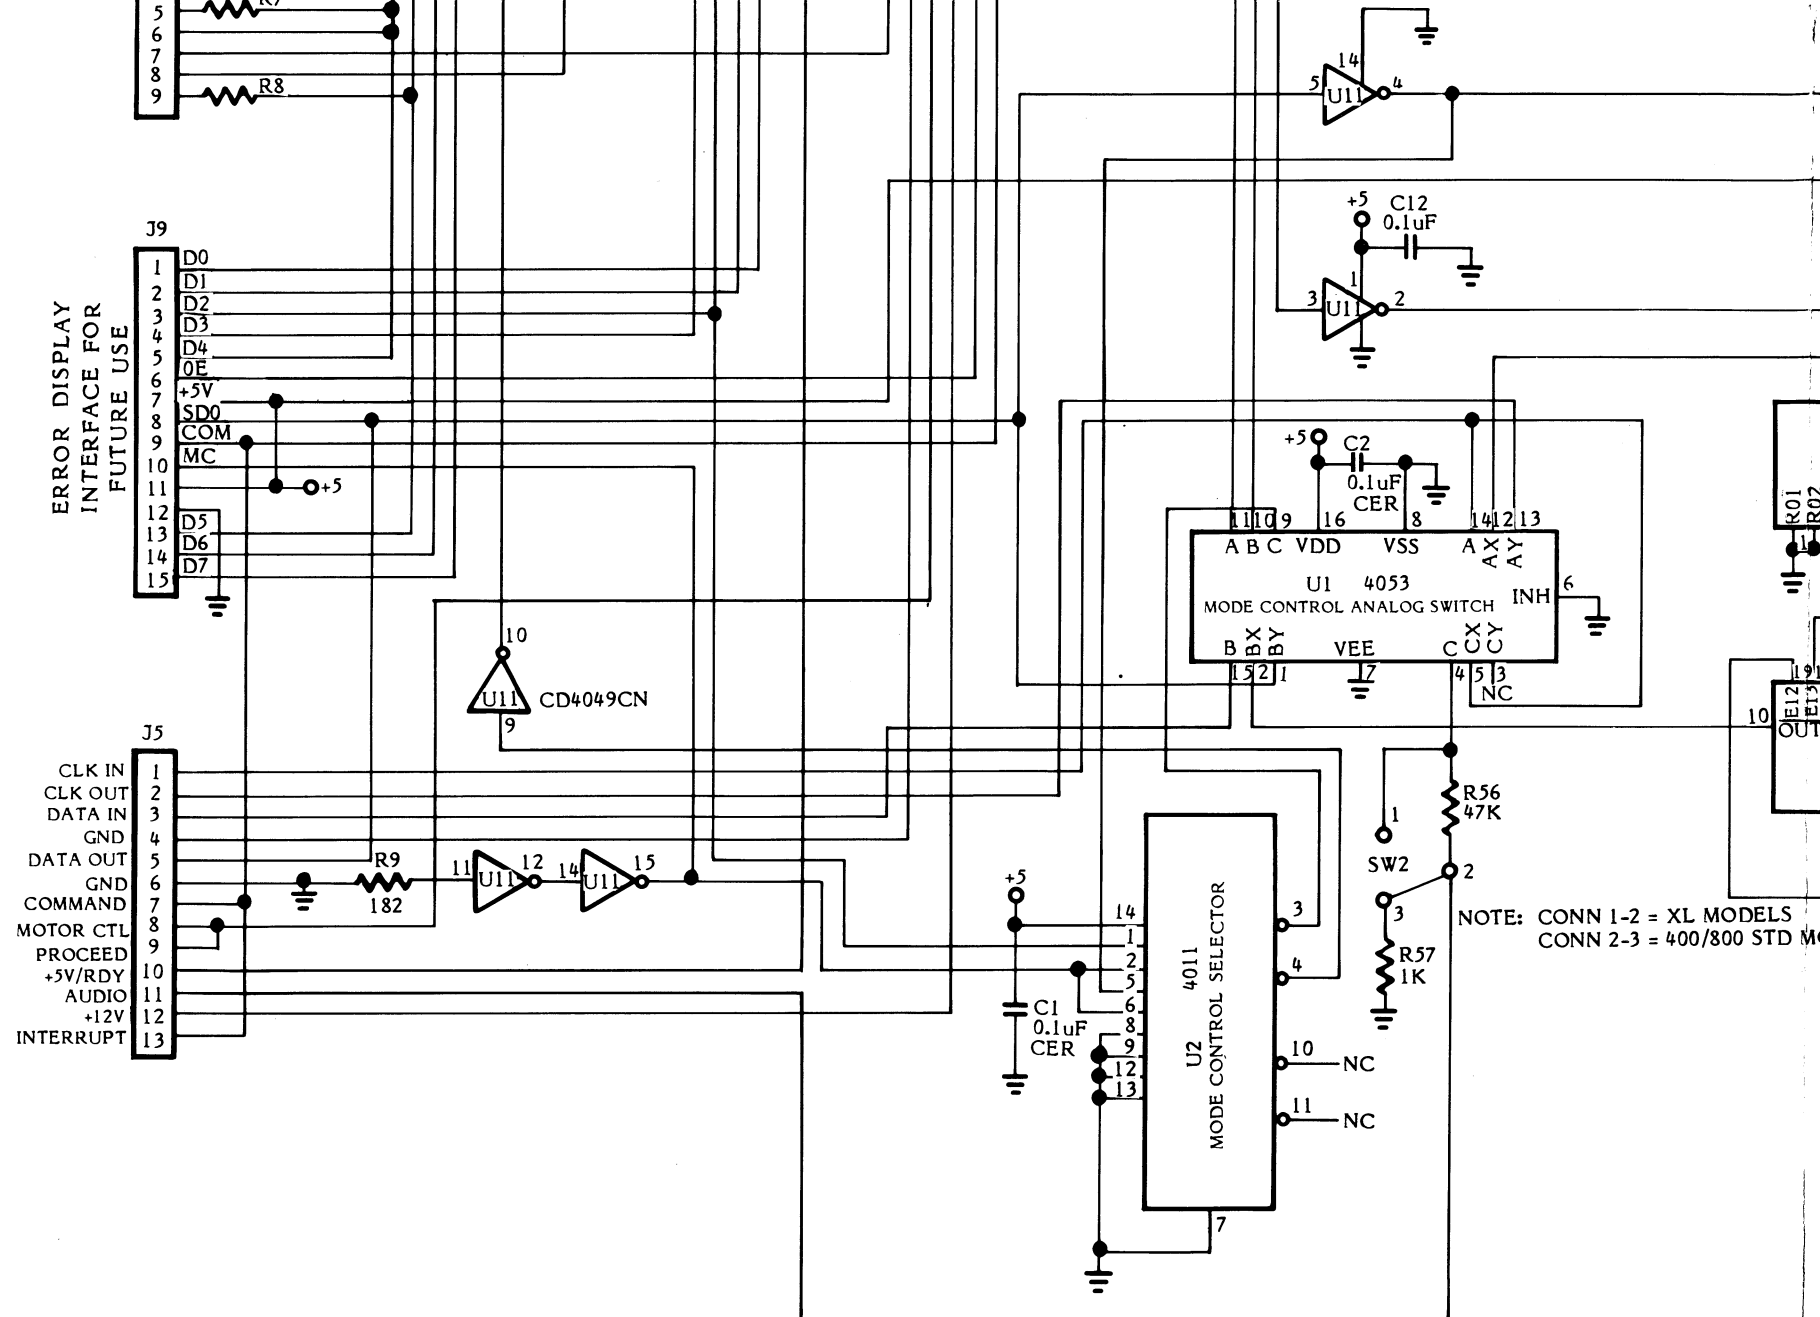 5
R7
6
7
8
9
R8
J9
ERROR DISPLAY
INTERFACE FOR
FUTURE USE
1 D0
2 D1
3 D2
4 D3
5 D4
6 0E
7 +5V
8 SD0
9 COM
10 MC
11 +5
12
13 D5
14 D6
15 D7
10
U11 CD4049CN
9
J5
CLK IN 1
CLK OUT 2
DATA IN 3
GND 4
DATA OUT 5
GND 6
COMMAND 7
MOTOR CTL 8
PROCEED 9
+5V/RDY 10
AUDIO 11
+12V 12
INTERRUPT 13
R9
182
11 U11 12
14 U11 15
14
5 U11 4
+5 C12
0.1uF
1
3 U11 2
+5 C2
0.1uF
CER
11 10 9 16 8 14 12 13
A B C VDD VSS A AX AY
U1 4053
MODE CONTROL ANALOG SWITCH
INH 6
B BX BY VEE C CX CY
15 2 1 7 4 5 3
NC
R01
R02
1
19
E12
E13
10
OUT
R56
47K
1
SW2
2
3
R57
1K
NOTE: CONN 1-2 = XL MODELS
CONN 2-3 = 400/800 STD
+5
C1
0.1uF
CER
14
1
2
5
6
8
9
12
13
U2 4011
MODE CONTROL SELECTOR
3
4
10 NC
11 NC
7